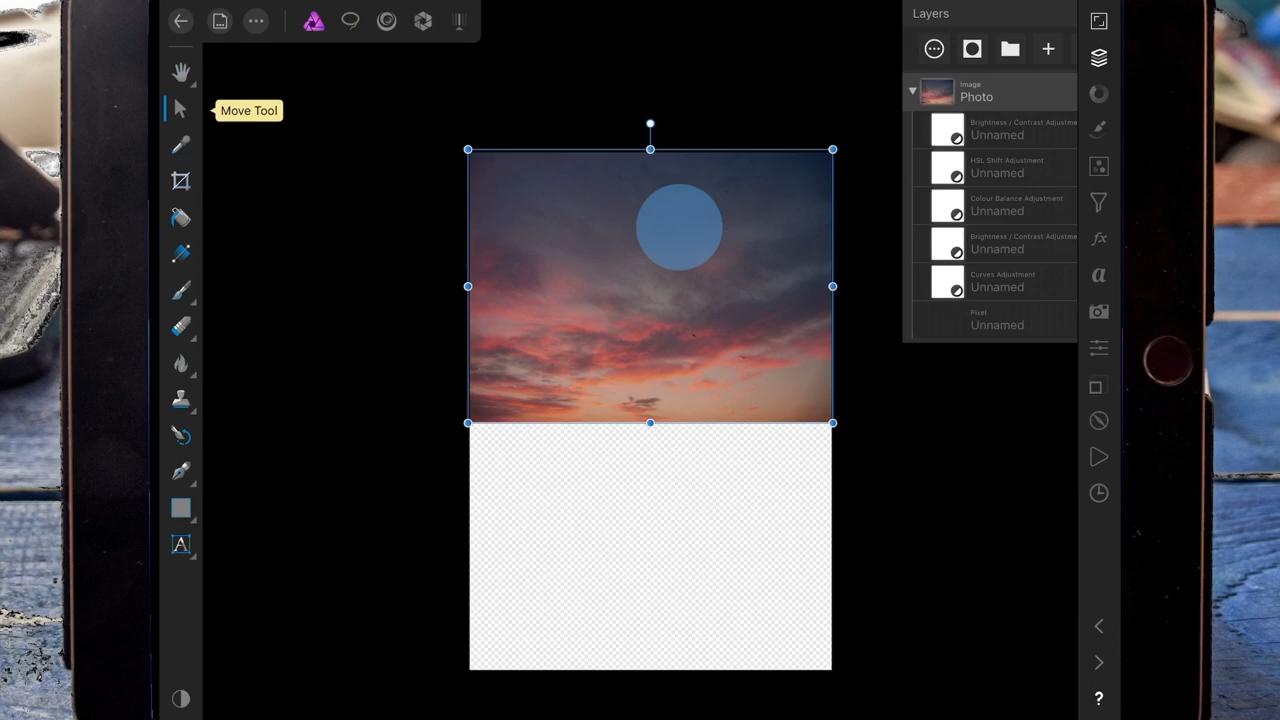 Layers
Move Tool
Image
Photo
Brightness / Contrast Adjustme
Unnamed
HSL Shift Adjustment
Unnamed
Colour Balance Adjustment
Unnamed
Brightness / Contrast Adjustme
Unnamed
Curves Adjustment
Unnamed
Pixel
Unnamed
fx
a
A
?